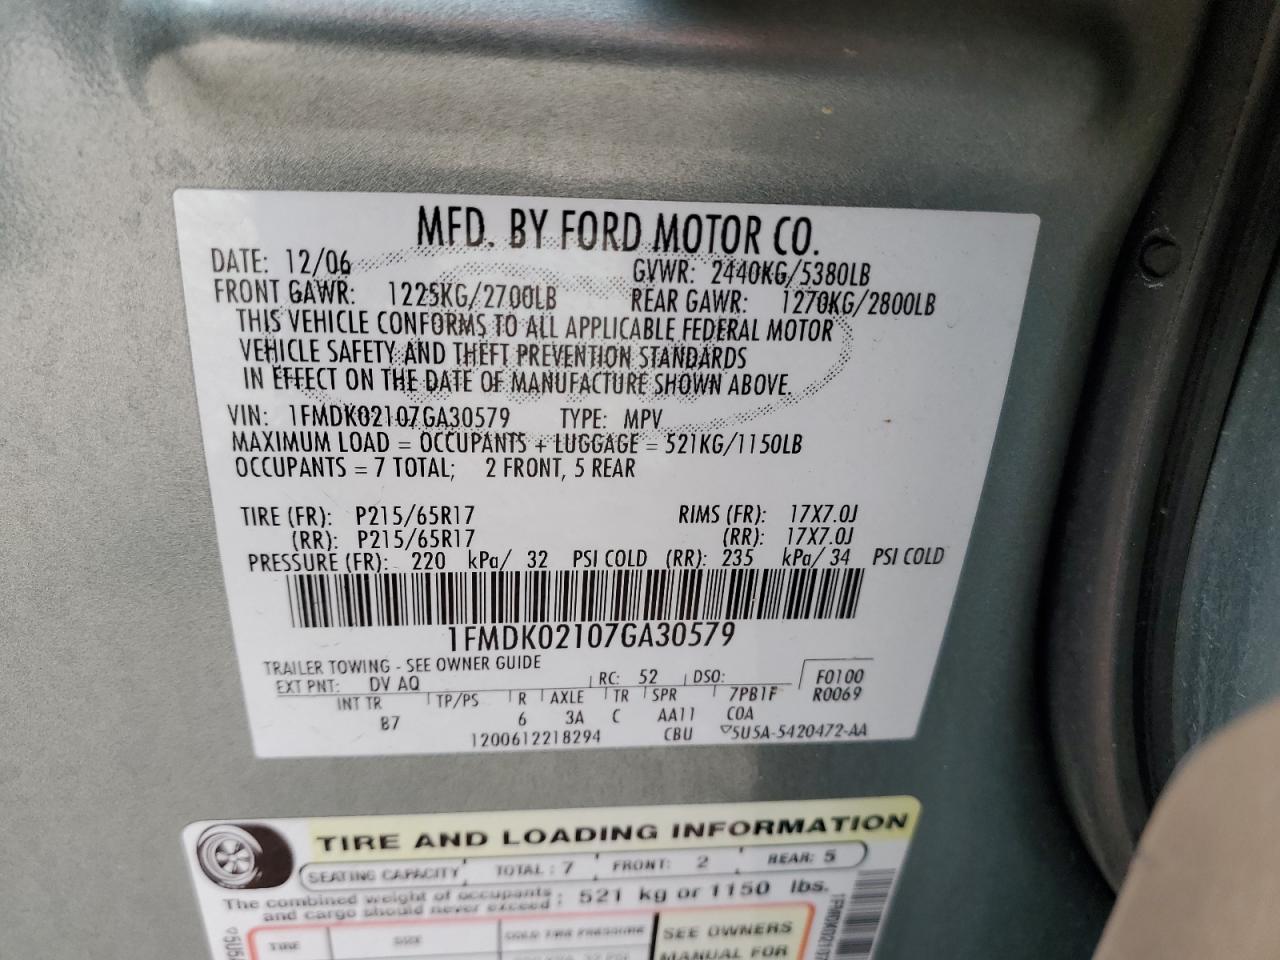 MFD. BY FORD MOTOR CO.
DATE: 12/06 GVWR: 2440KG/5380LB
FRONT GAWR: 1225KG/2700LB REAR GAWR: 1270KG/2800LB
THIS VEHICLE CONFORMS TO ALL APPLICABLE FEDERAL MOTOR
VEHICLE SAFETY AND THEFT PREVENTION STANDARDS
IN EFFECT ON THE DATE OF MANUFACTURE SHOWN ABOVE.
VIN: 1FMDK02107GA30579 TYPE: MPV
MAXIMUM LOAD = OCCUPANTS + LUGGAGE = 521KG/1150LB
OCCUPANTS = 7 TOTAL; 2 FRONT, 5 REAR
TIRE (FR): P215/65R17 RIMS (FR): 17X7.0J
(RR): P215/65R17 (RR): 17X7.0J
PRESSURE (FR): 220 kPa/ 32 PSI COLD (RR): 235 kPa/ 34 PSI COLD
1FMDK02107GA30579
TRAILER TOWING - SEE OWNER GUIDE
EXT PNT: DV AQ RC: 52 DSO: F0100
INT TR TP/PS R AXLE TR SPR 7PB1F R0069
B7 6 3A C AA11 C0A
1200612218294 CBU 5U5A-5420472-AA
TIRE AND LOADING INFORMATION
SEATING CAPACITY TOTAL : 7 FRONT: 2 REAR: 5
The combined weight of occupants : 521 kg or 1150 lbs.
and cargo should never exceed
TIRE SIZE COLD TIRE PRESSURE SEE OWNERS
MANUAL FOR